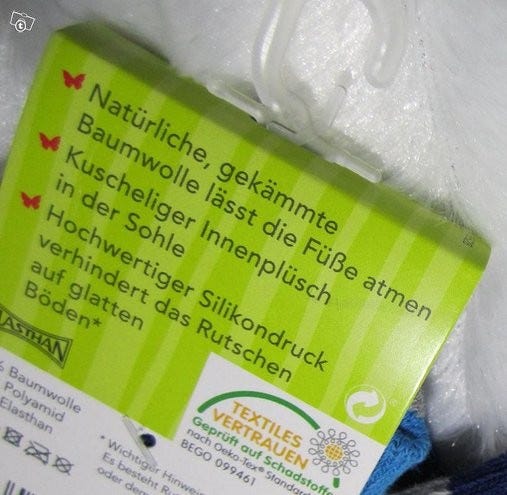 Natürliche, gekämmte
Baumwolle lässt die Füße atmen
Kuscheliger Innenplüsch
in der Sohle
Hochwertiger Silikondruck
verhindert das Rutschen
auf glatten
Böden*
LASTHAN
% Baumwolle
Polyamid
Elasthan
TEXTILES
VERTRAUEN
Geprüft auf Schadstoffe
nach Oeko-Tex® Standard
BEGO 099461
*Wichtiger Hinweis
Es besteht
oder